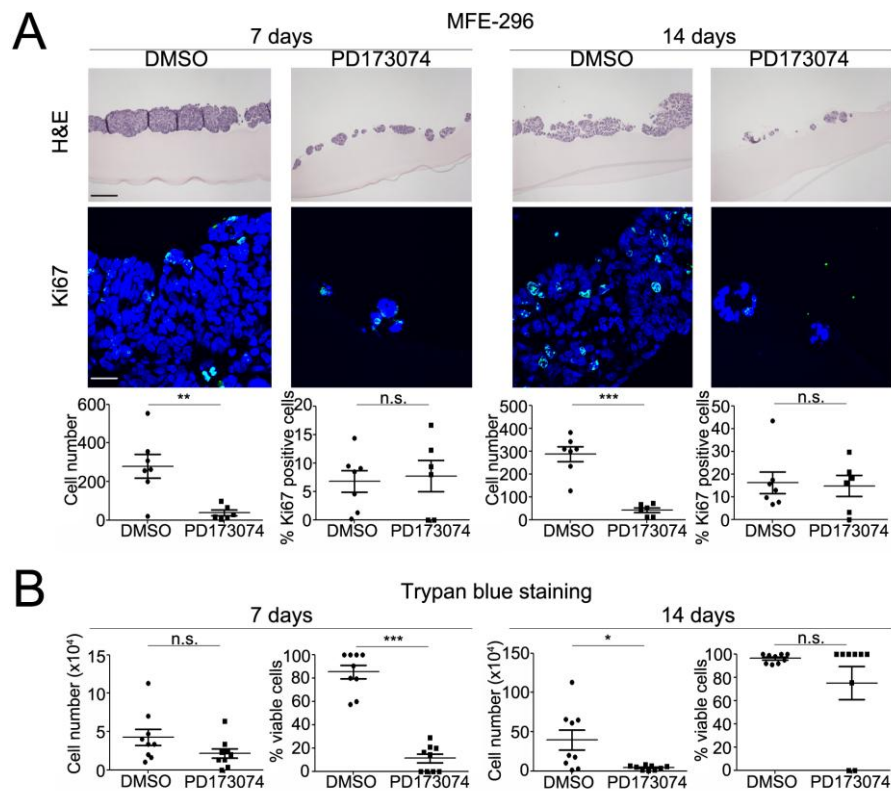 A
MFE-296
7 days
14 days
DMSO
PD173074
DMSO
PD173074
H&E
Ki67
**
n.s.
***
n.s.
Cell number
600
400
200
0
DMSO
PD173074
% Ki67 positive cells
20
15
10
5
0
DMSO
PD173074
Cell number
500
400
300
200
100
0
DMSO
PD173074
% Ki67 positive cells
50
40
30
20
10
0
DMSO
PD173074
B
Trypan blue staining
7 days
14 days
n.s.
***
*
n.s.
Cell number (x10⁴)
15
10
5
0
DMSO
PD173074
% viable cells
100
80
60
40
20
0
DMSO
PD173074
Cell number (x10⁴)
150
100
50
0
DMSO
PD173074
% viable cells
100
80
60
40
20
0
DMSO
PD173074